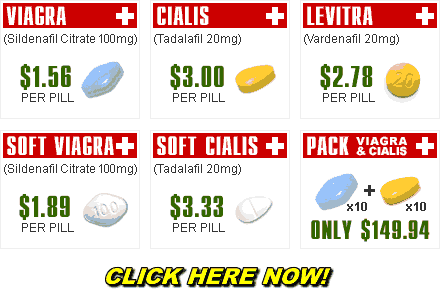 VIAGRA
(Sildenafil Citrate 100mg)
$1.56
PER PILL
CIALIS
(Tadalafil 20mg)
$3.00
PER PILL
LEVITRA
(Vardenafil 20mg)
$2.78
PER PILL
20
SOFT VIAGRA
(Sildenafil Citrate 100mg)
$1.89
PER PILL
100
SOFT CIALIS
(Tadalafil 20mg)
$3.33
PER PILL
PACK VIAGRA & CIALIS
x10 + x10
ONLY $149.94
CLICK HERE NOW!